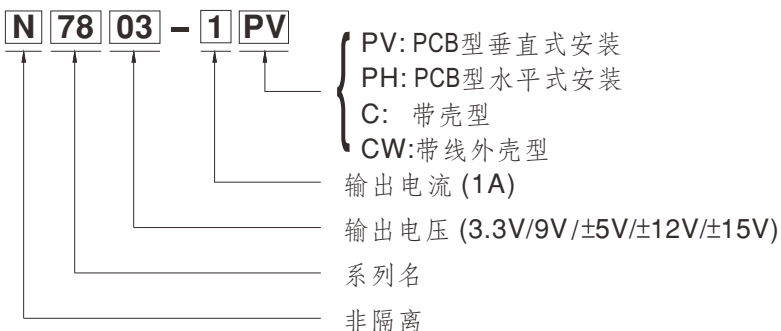 N 78 03 – 1 PV
PV: PCB型垂直式安装
PH: PCB型水平式安装
C: 带壳型
CW:带线外壳型
输出电流 (1A)
输出电压 (3.3V/9V/±5V/±12V/±15V)
系列名
非隔离